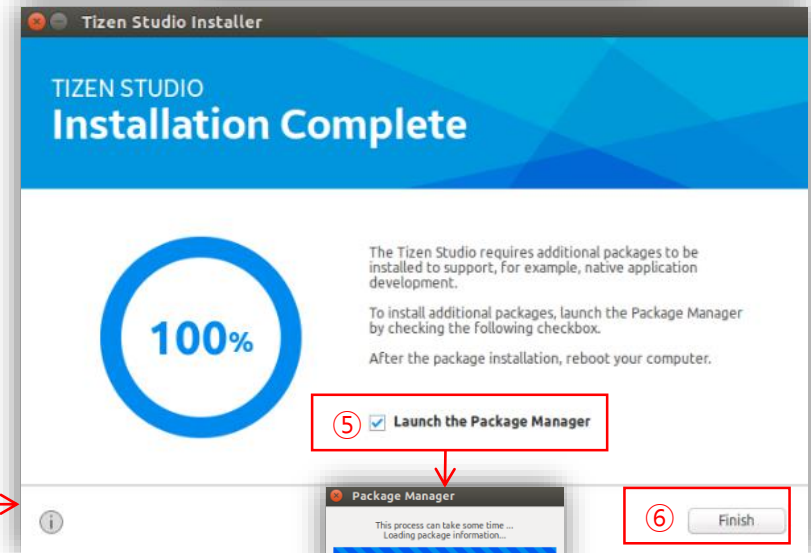 Tizen Studio Installer
TIZEN STUDIO
Installation Complete
100%
The Tizen Studio requires additional packages to be
installed to support, for example, native application
development.
To install additional packages, launch the Package Manager
by checking the following checkbox.
After the package installation, reboot your computer.
⑤ Launch the Package Manager
Package Manager
This process can take some time ...
Loading package information...
⑥ Finish